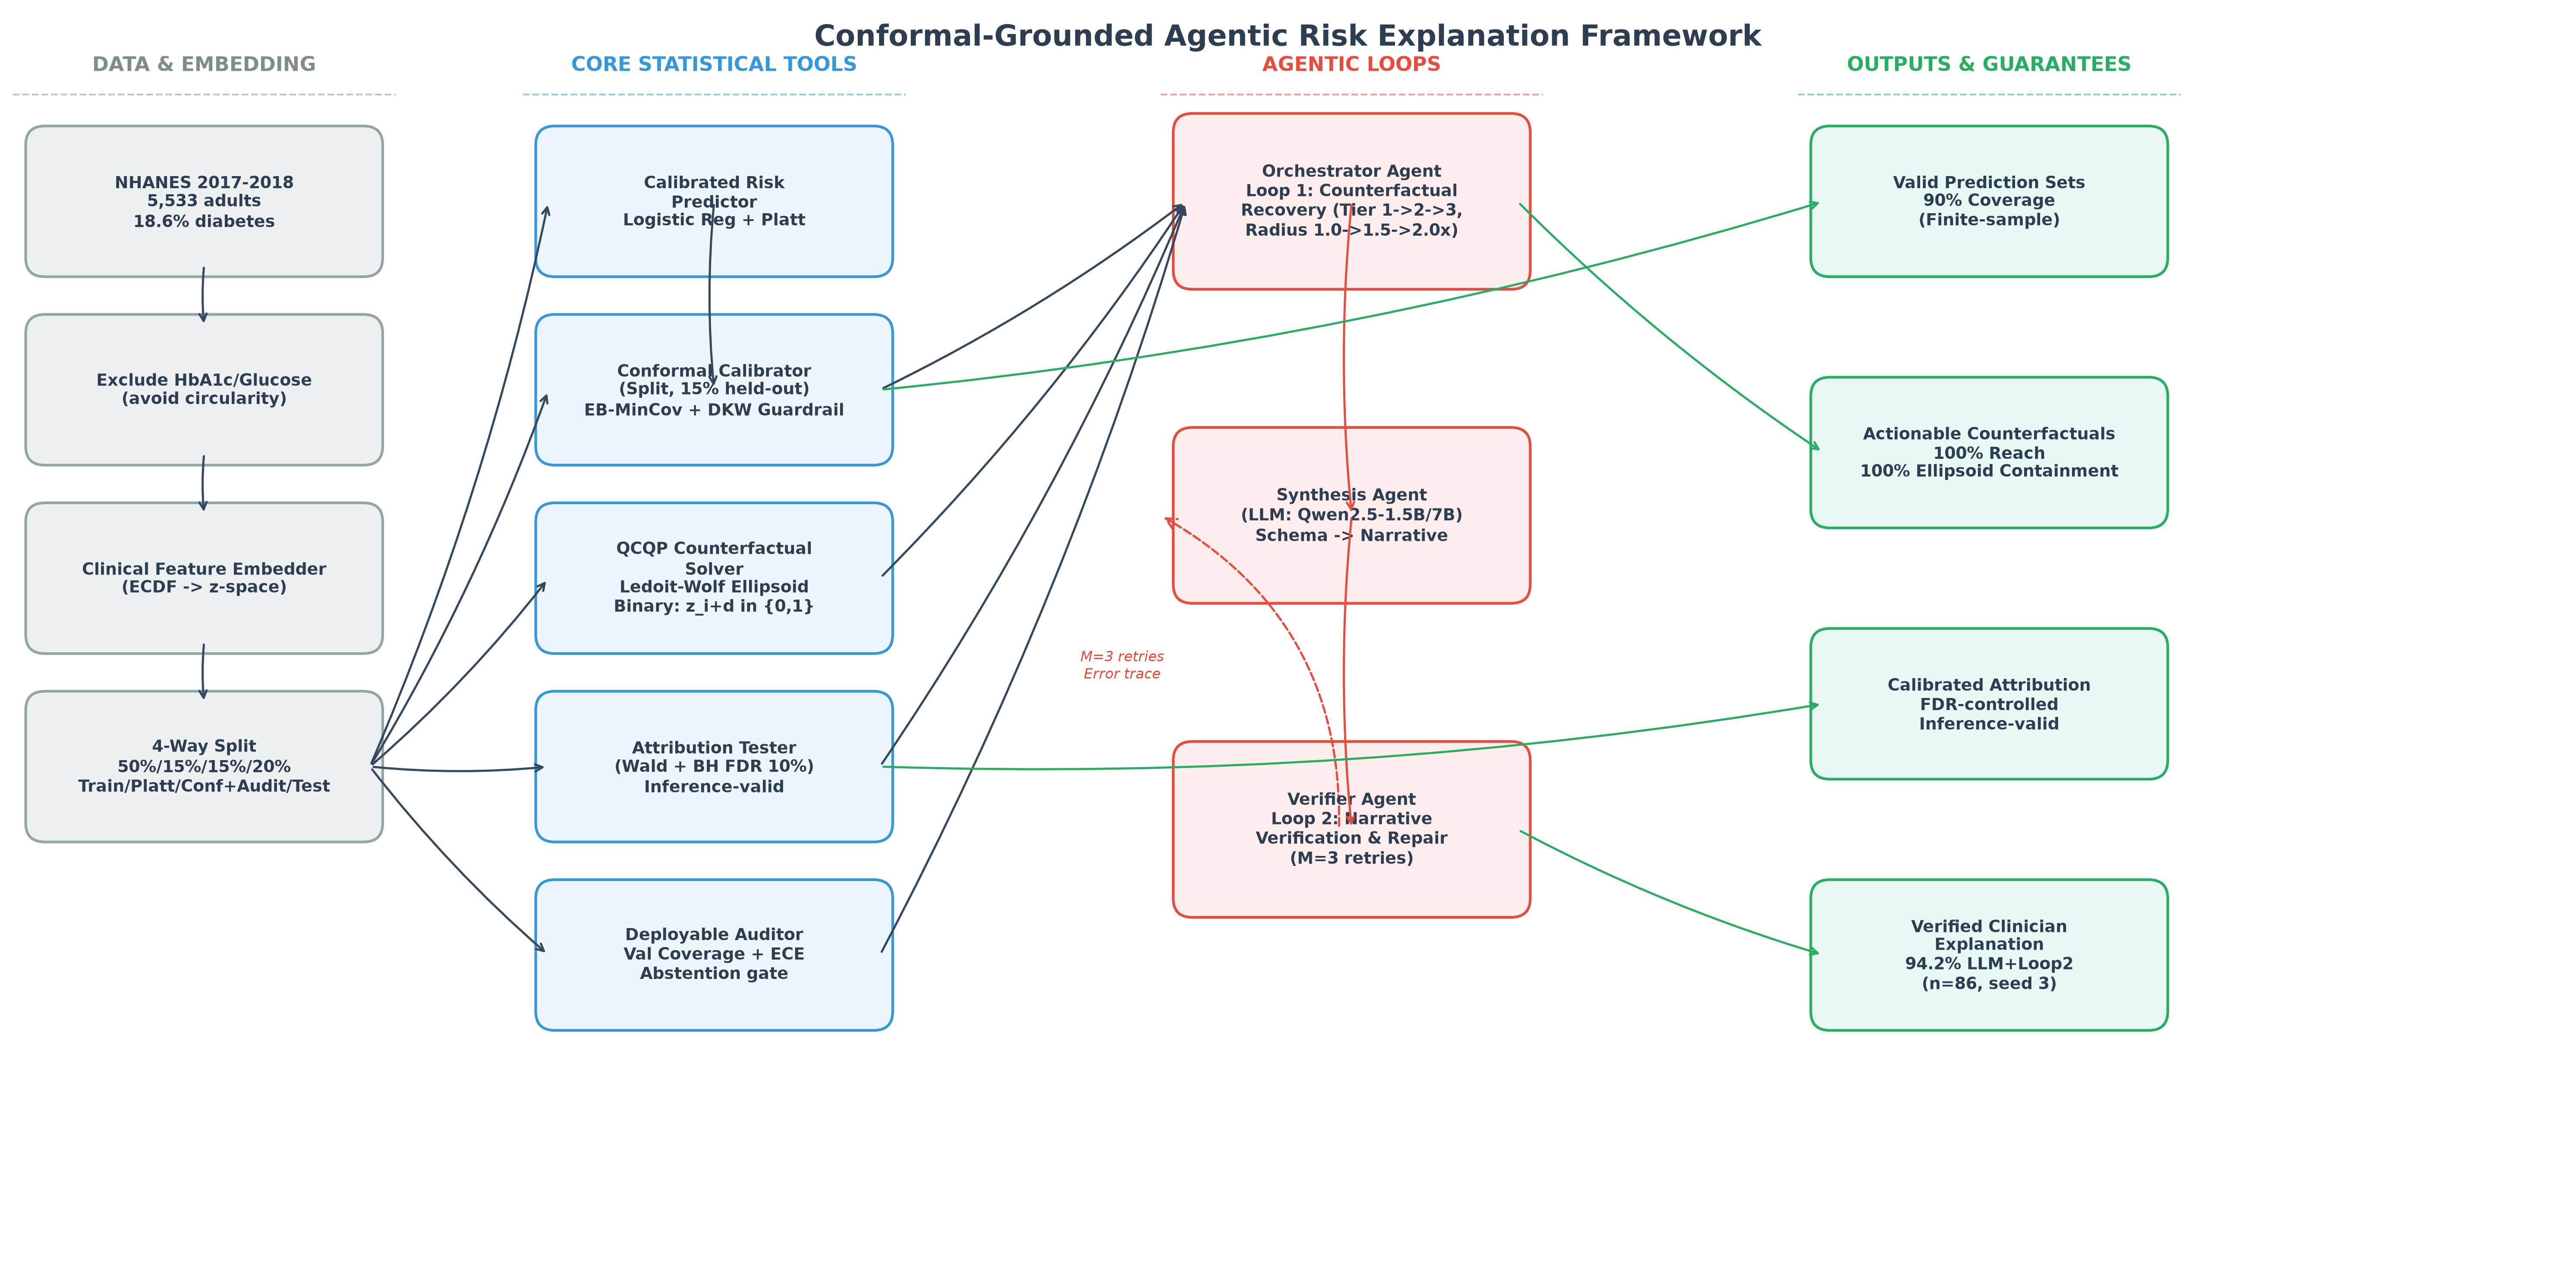 Conformal-Grounded Agentic Risk Explanation Framework
DATA & EMBEDDING
NHANES 2017-2018
5,533 adults
18.6% diabetes
Exclude HbA1c/Glucose
(avoid circularity)
Clinical Feature Embedder
(ECDF -> z-space)
4-Way Split
50%/15%/15%/20%
Train/Platt/Conf+Audit/Test
CORE STATISTICAL TOOLS
Calibrated Risk
Predictor
Logistic Reg + Platt
Conformal Calibrator
(Split, 15% held-out)
EB-MinCov + DKW Guardrail
QCQP Counterfactual
Solver
Ledoit-Wolf Ellipsoid
Binary: z_i+d in {0,1}
Attribution Tester
(Wald + BH FDR 10%)
Inference-valid
Deployable Auditor
Val Coverage + ECE
Abstention gate
AGENTIC LOOPS
Orchestrator Agent
Loop 1: Counterfactual
Recovery (Tier 1->2->3,
Radius 1.0->1.5->2.0x)
Synthesis Agent
(LLM: Qwen2.5-1.5B/7B)
Schema -> Narrative
M=3 retries
Error trace
Verifier Agent
Loop 2: Narrative
Verification & Repair
(M=3 retries)
OUTPUTS & GUARANTEES
Valid Prediction Sets
90% Coverage
(Finite-sample)
Actionable Counterfactuals
100% Reach
100% Ellipsoid Containment
Calibrated Attribution
FDR-controlled
Inference-valid
Verified Clinician
Explanation
94.2% LLM+Loop2
(n=86, seed 3)